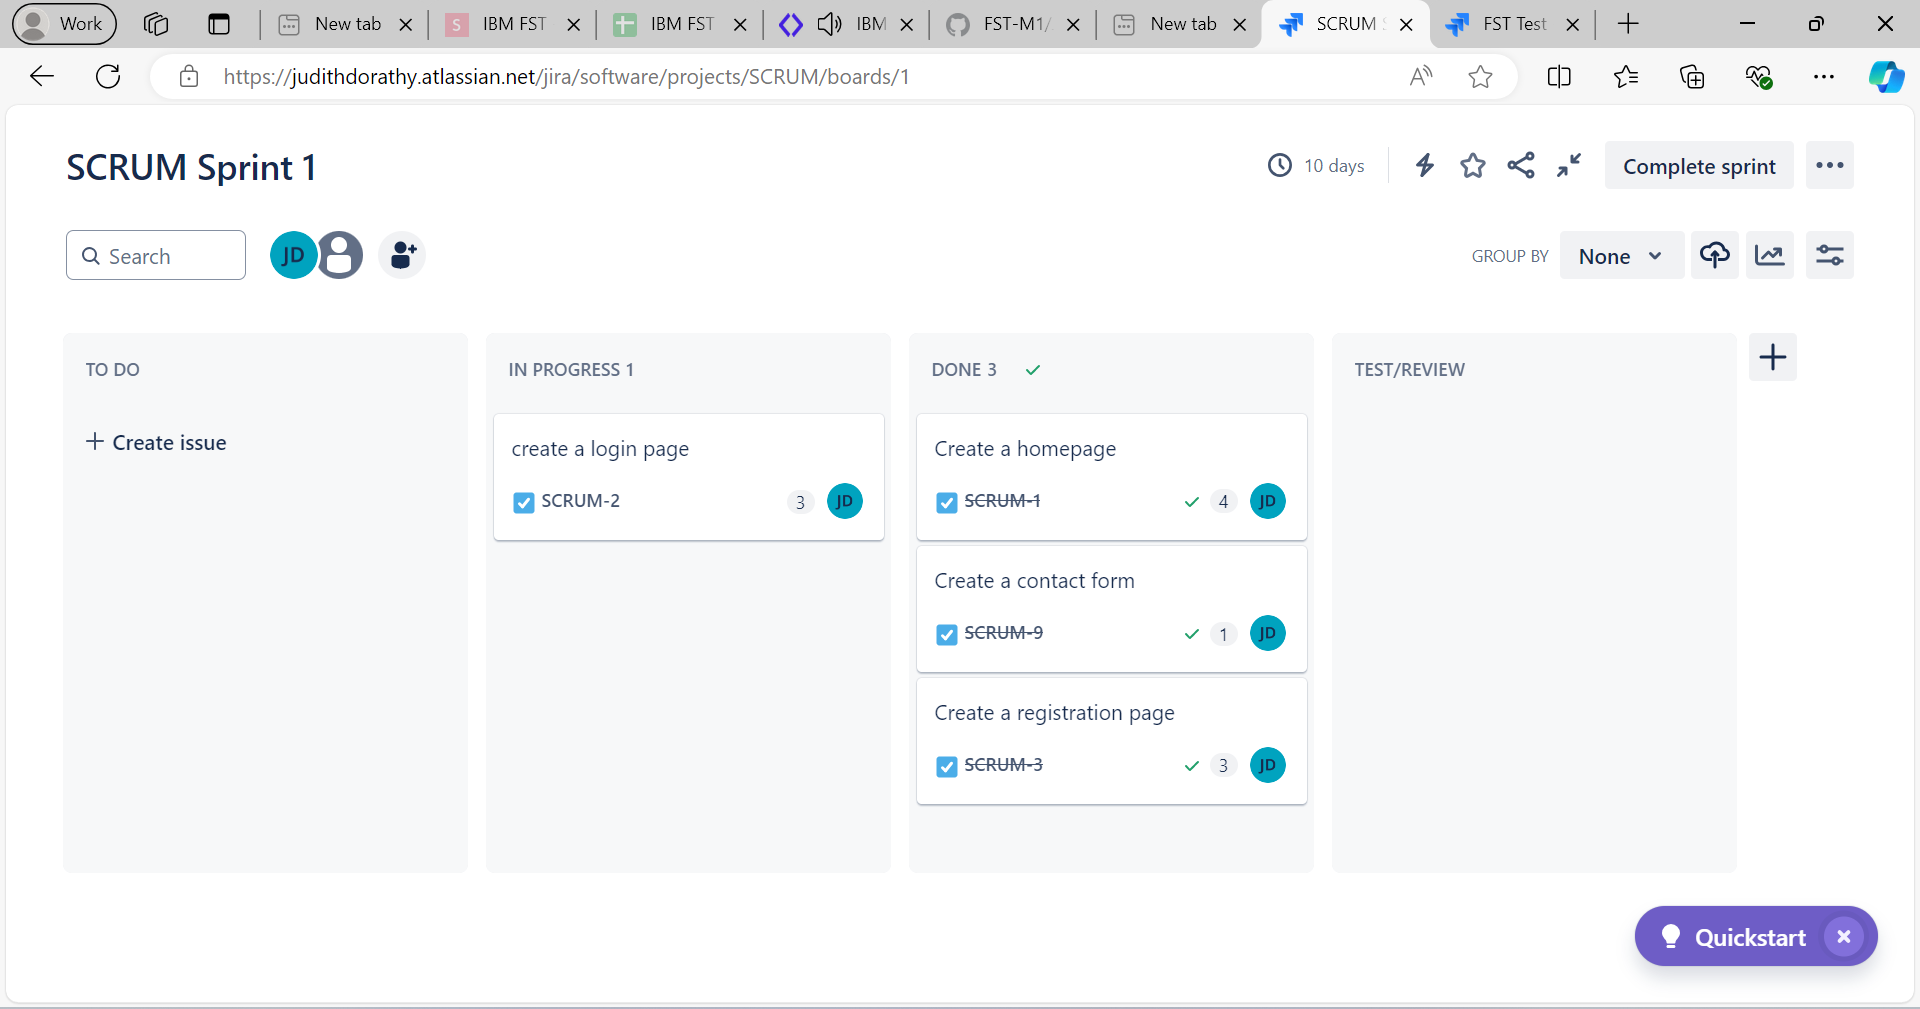 Work
New tab
IBM FST
IBM FST
IBM
FST-M1/
New tab
SCRUM S
FST Test
https://judithdorathy.atlassian.net/jira/software/projects/SCRUM/boards/1
SCRUM Sprint 1
10 days
Complete sprint
Search
JD
GROUP BY
None
TO DO
IN PROGRESS 1
DONE 3
TEST/REVIEW
Create issue
create a login page
SCRUM-2
3
JD
Create a homepage
SCRUM-1
4
JD
Create a contact form
SCRUM-9
1
JD
Create a registration page
SCRUM-3
3
JD
Quickstart